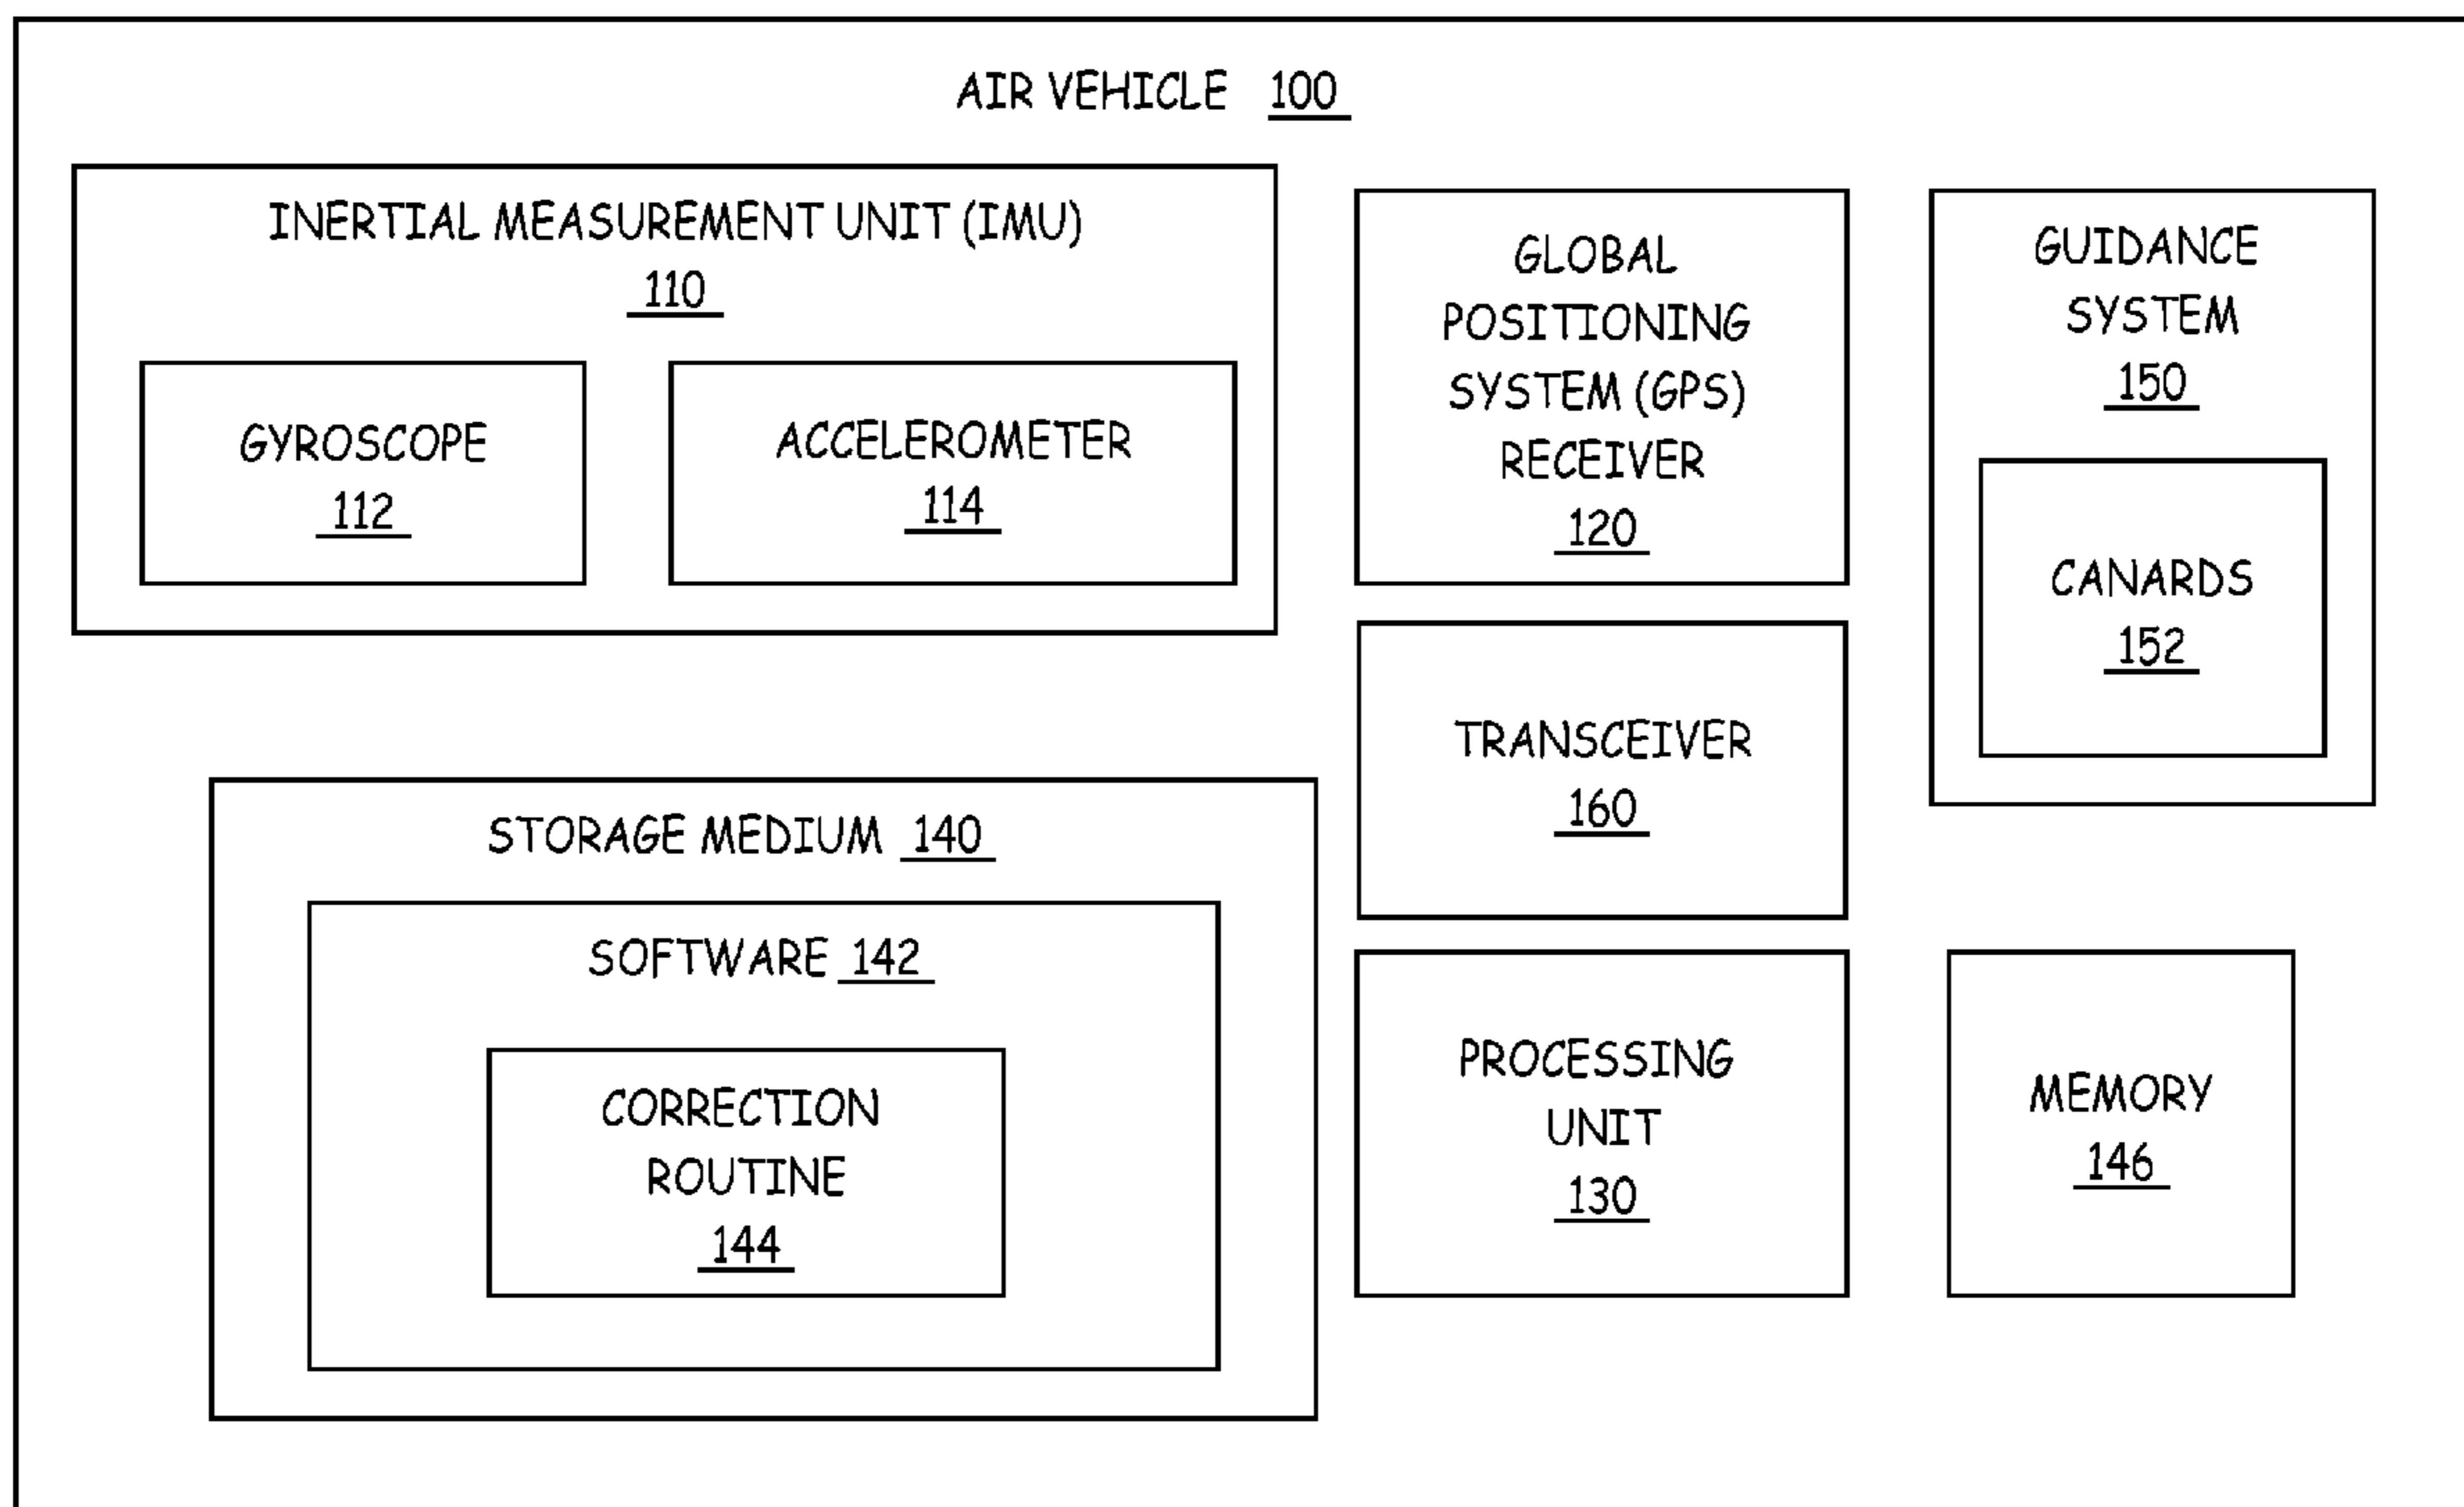 AIR VEHICLE 100
INERTIAL MEASUREMENT UNIT (IMU)
110
GYROSCOPE
112
ACCELEROMETER
114
GLOBAL
POSITIONING
SYSTEM (GPS)
RECEIVER
120
GUIDANCE
SYSTEM
150
CANARDS
152
TRANSCEIVER
160
STORAGE MEDIUM 140
SOFTWARE 142
CORRECTION
ROUTINE
144
PROCESSING
UNIT
130
MEMORY
146